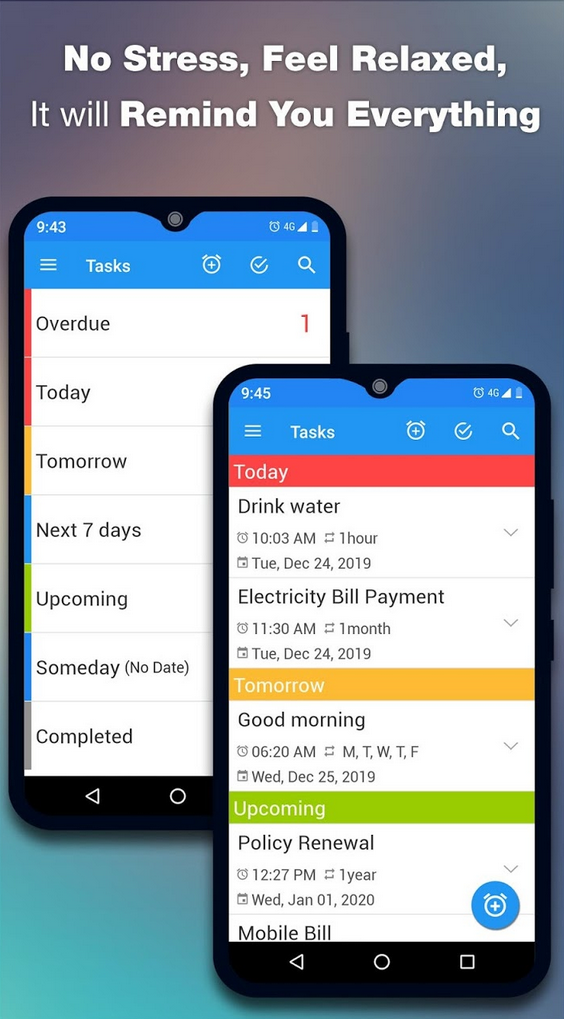 No Stress, Feel Relaxed,
It will Remind You Everything
9:43
4G
Tasks
Overdue
1
Today
Tomorrow
Next 7 days
Upcoming
Someday (No Date)
Completed
9:45
4G
Tasks
Today
Drink water
10:03 AM 1hour
Tue, Dec 24, 2019
Electricity Bill Payment
11:30 AM 1month
Tue, Dec 24, 2019
Tomorrow
Good morning
06:20 AM M, T, W, T, F
Wed, Dec 25, 2019
Upcoming
Policy Renewal
12:27 PM 1year
Wed, Jan 01, 2020
Mobile Bill